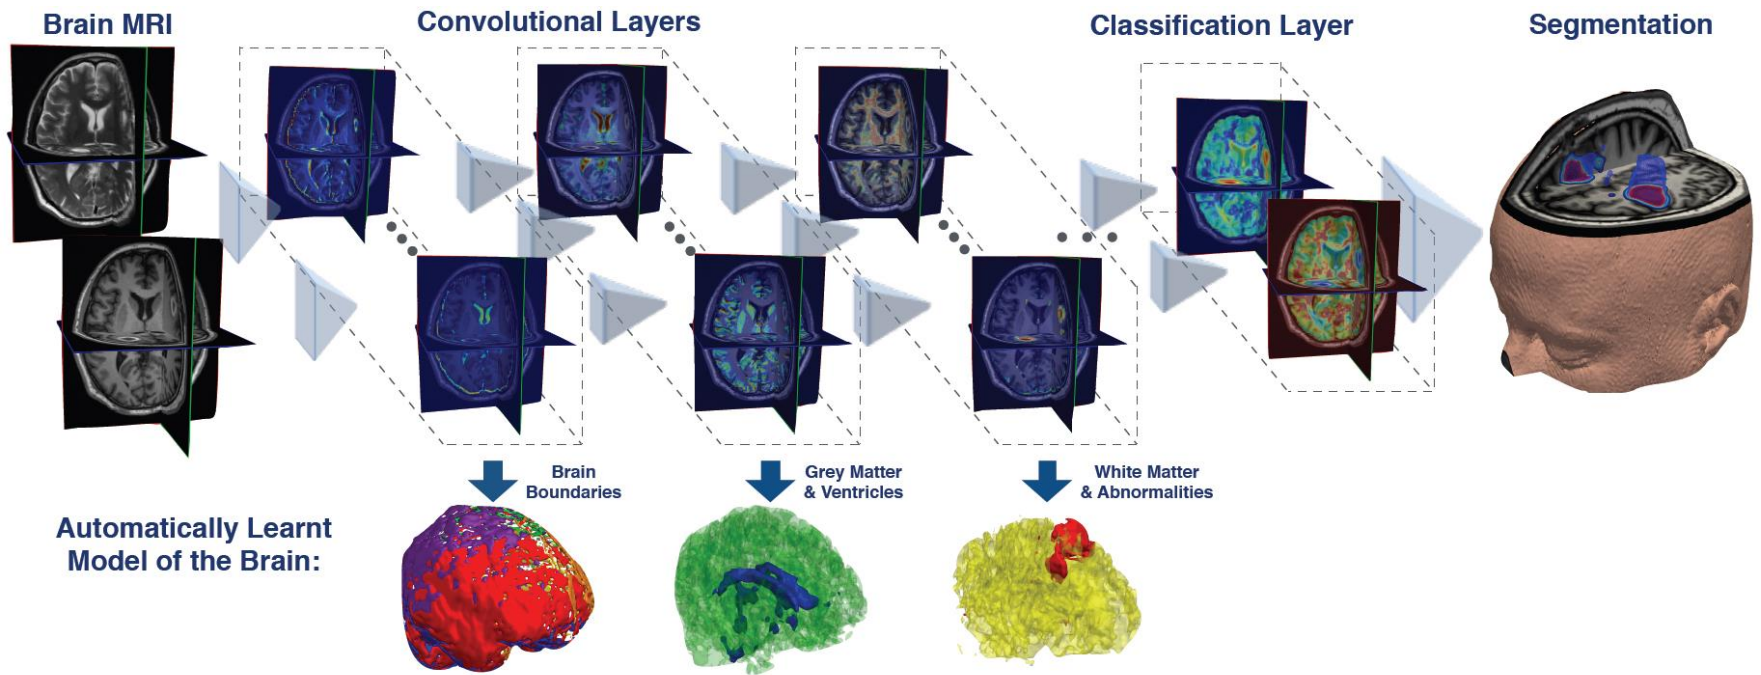 Brain MRI
Convolutional Layers
Classification Layer
Segmentation
Brain
Boundaries
Grey Matter
& Ventricles
White Matter
& Abnormalities
Automatically Learnt
Model of the Brain: